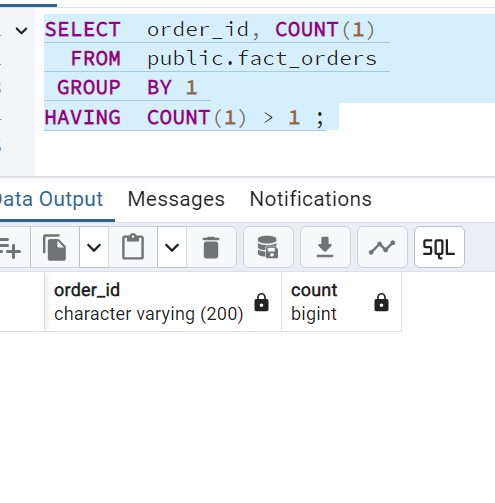 SELECT order_id, COUNT(1)
FROM public.fact_orders
GROUP BY 1
HAVING COUNT(1) > 1 ;
Data Output Messages Notifications
SQL
order_id count
character varying (200) bigint